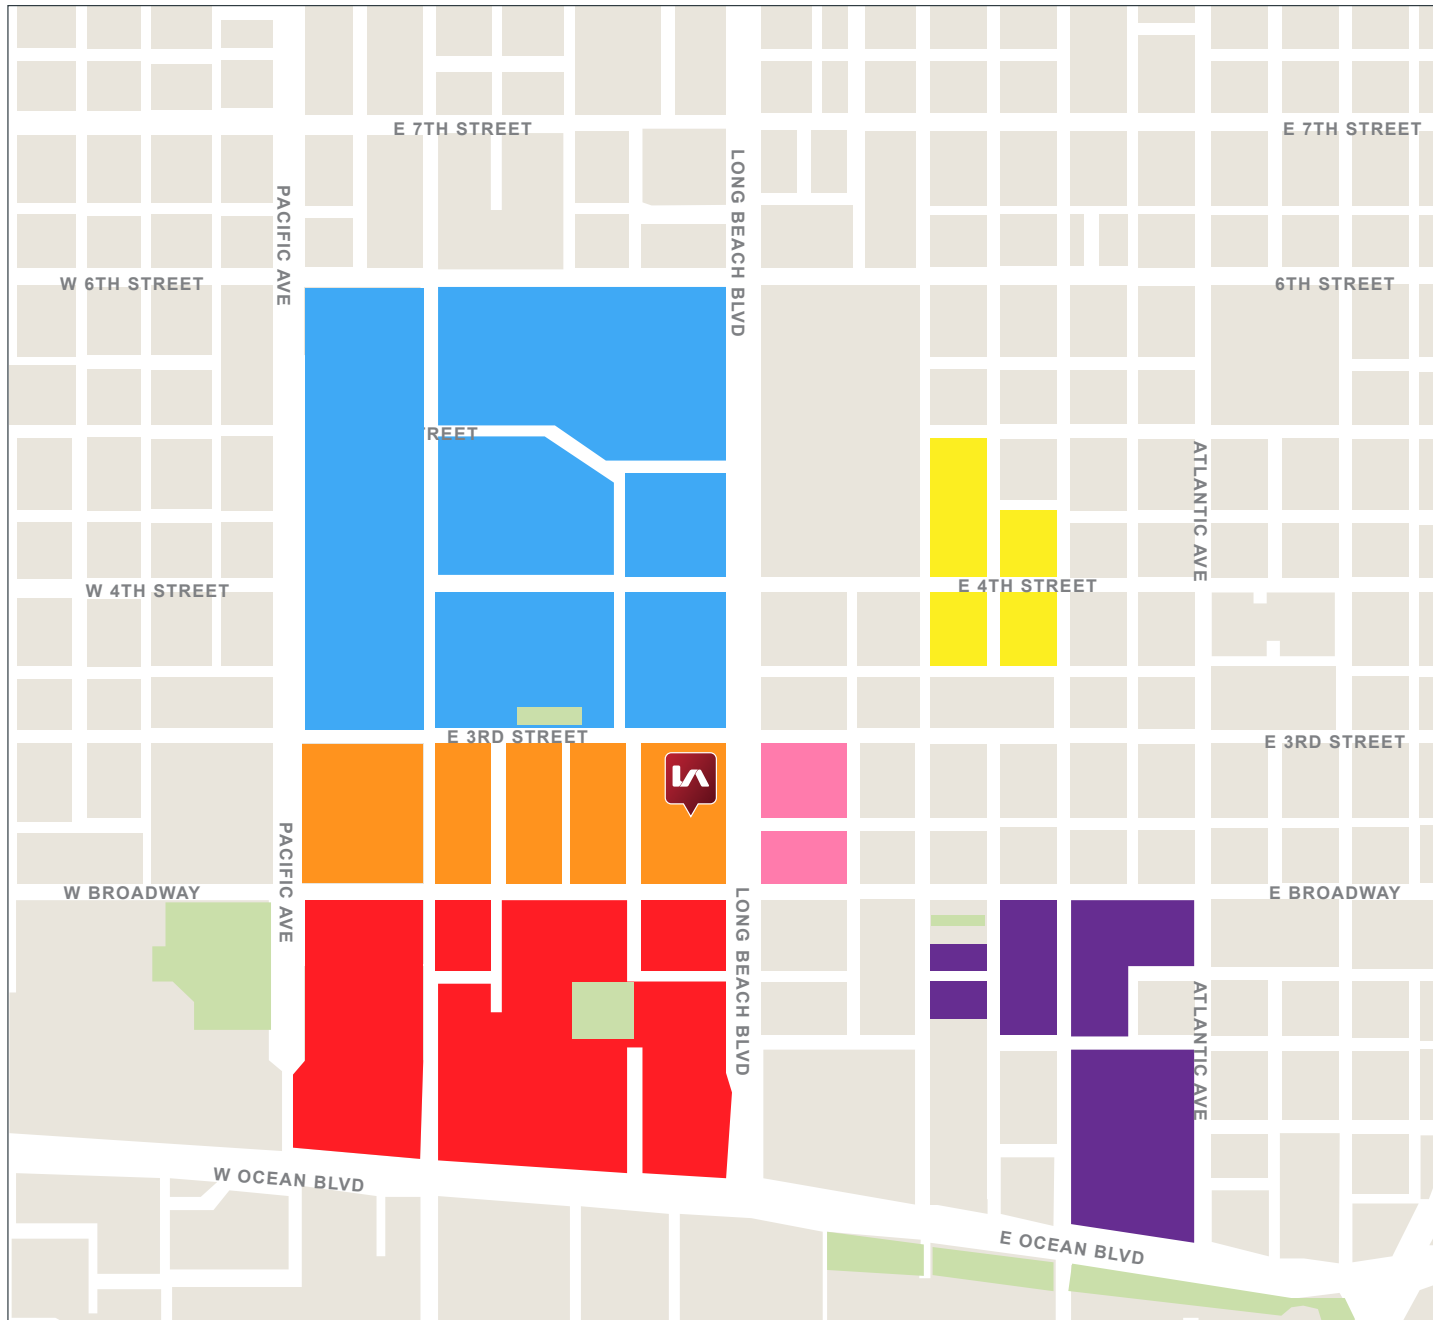 E 7TH STREET
E 7TH STREET
LONG BEACH BLVD
PACIFIC AVE
W 6TH STREET
6TH STREET
TREET
ATLANTIC AVE
W 4TH STREET
E 4TH STREET
E 3RD STREET
E 3RD STREET
PACIFIC AVE
W BROADWAY
LONG BEACH BLVD
E BROADWAY
ATLANTIC AVE
W OCEAN BLVD
E OCEAN BLVD